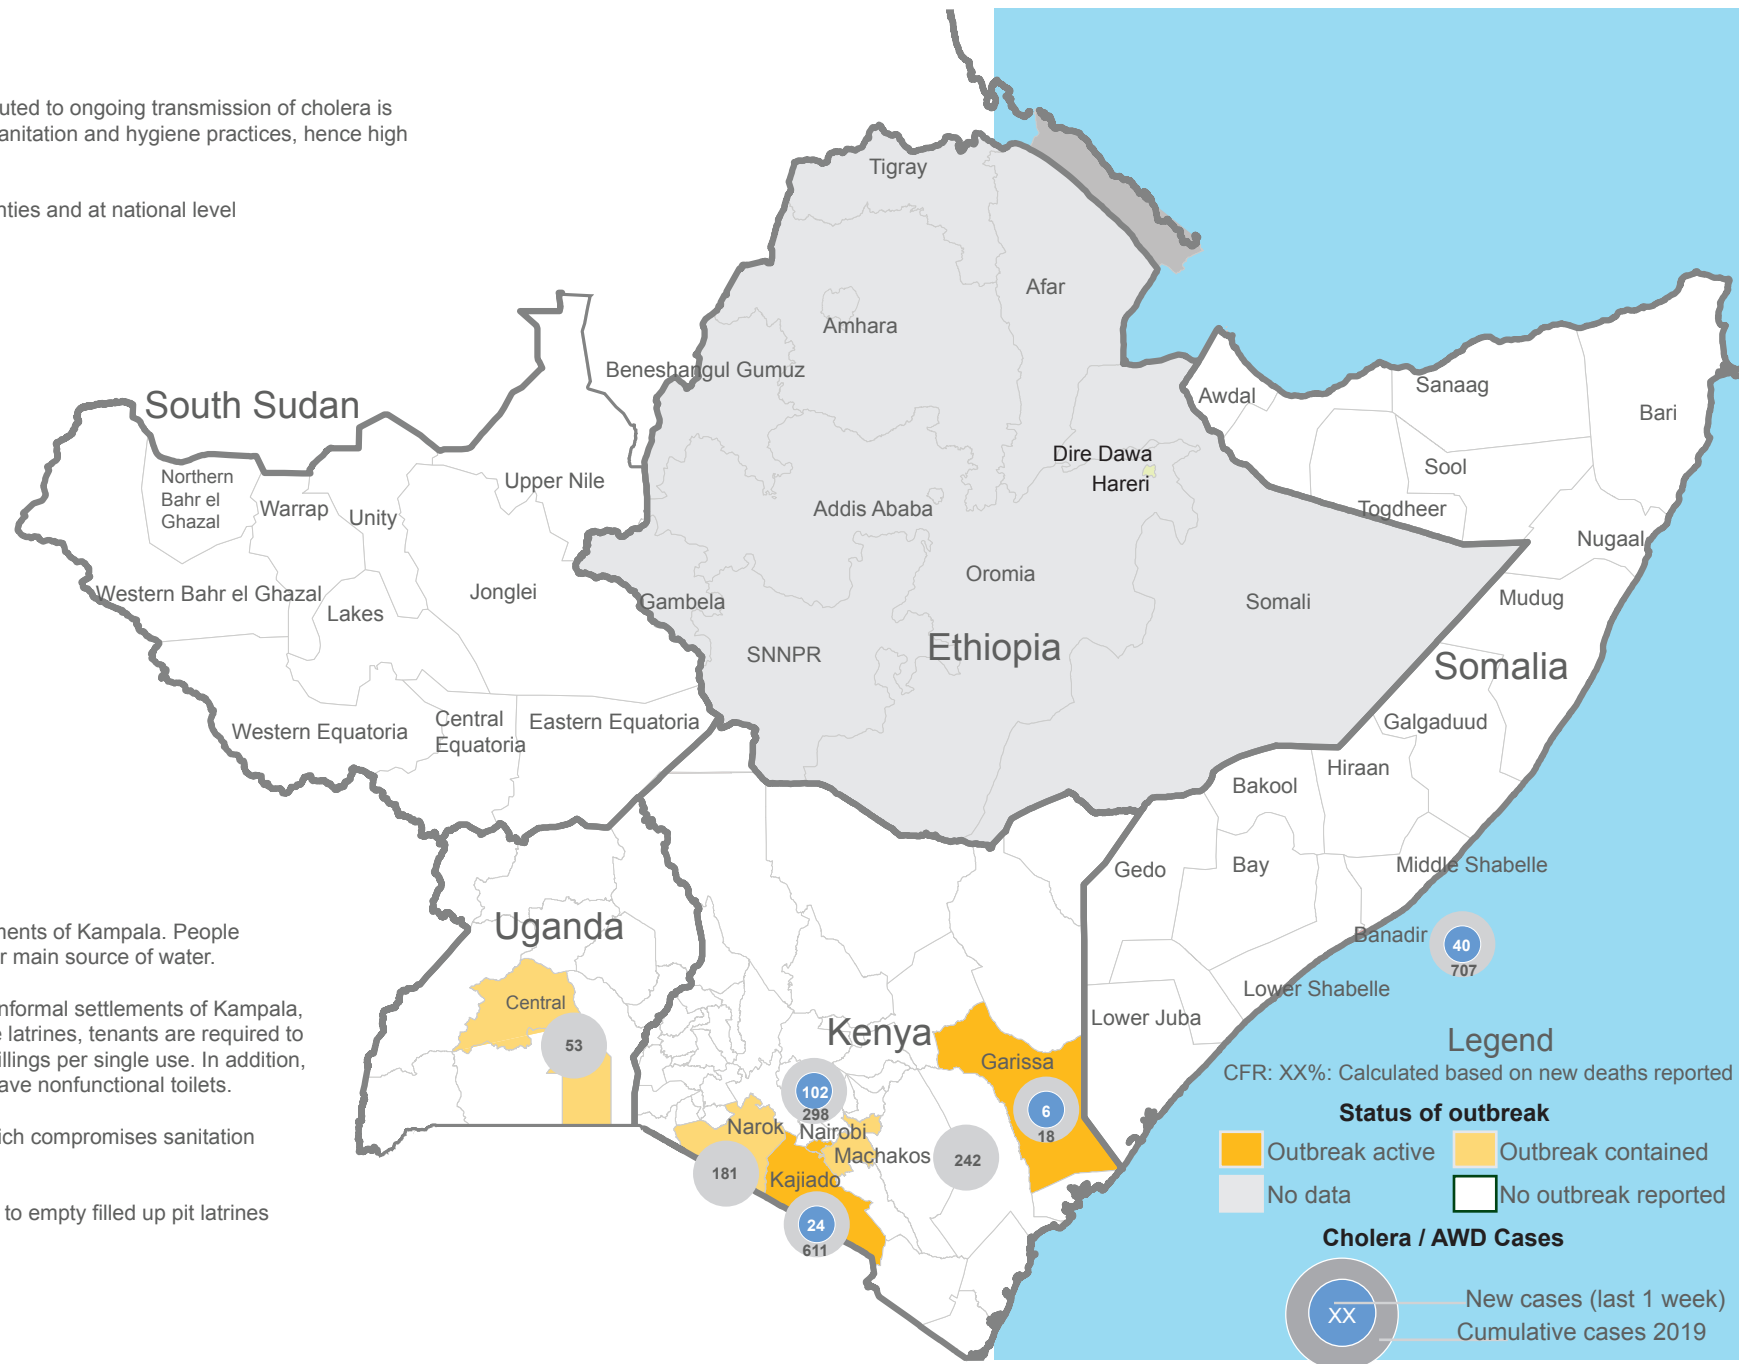 uted to ongoing transmission of cholera is
anitation and hygiene practices, hence high
nties and at national level
Tigray
Afar
Amhara
Beneshangul Gumuz
South Sudan
Awdal
Sanaag
Bari
Dire Dawa
Hareri
Sool
Northern
Bahr el
Ghazal
Warrap
Unity
Upper Nile
Addis Ababa
Togdheer
Nugaal
Western Bahr el Ghazal
Lakes
Jonglei
Gambela
Oromia
Somali
Mudug
SNNPR
Ethiopia
Somalia
Western Equatoria
Central
Equatoria
Eastern Equatoria
Galgaduud
Hiraan
Bakool
Gedo
Bay
Middle Shabelle
Uganda
Banadir
40
707
nents of Kampala. People
r main source of water.
Central
Lower Shabelle
Lower Juba
nformal settlements of Kampala,
e latrines, tenants are required to
illings per single use. In addition,
ave nonfunctional toilets.
53
Kenya
Garissa
6
18
102
298
Narok
Nairobi
Machakos
242
181
Kajiado
24
611
ich compromises sanitation
to empty filled up pit latrines
Legend
CFR: XX%: Calculated based on new deaths reported
Status of outbreak
Outbreak active
Outbreak contained
No data
No outbreak reported
Cholera / AWD Cases
XX
New cases (last 1 week)
Cumulative cases 2019